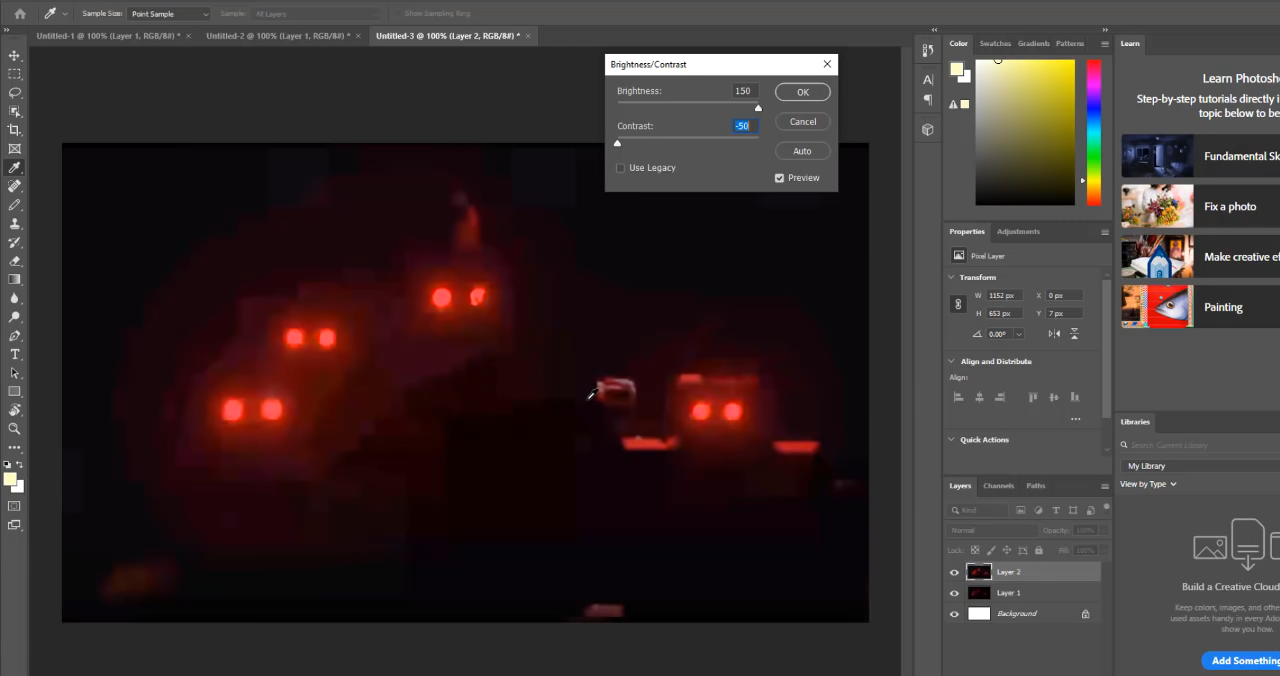 Sample Size: Point Sample Sample: All Layers Show Sampling Ring
Untitled-1 @ 100% (Layer 1, RGB/8#) * × Untitled-2 @ 100% (Layer 1, RGB/8#) * × Untitled-3 @ 100% (Layer 2, RGB/8#) * ×
Brightness/Contrast
Brightness: 150
OK
Contrast: -50
Cancel
Auto
Use Legacy
Preview
Color Swatches Gradients Patterns
Properties Adjustments
Pixel Layer
Transform
W 1152 px X 0 px
H 653 px Y 7 px
0.00°
Align and Distribute
Align:
Quick Actions
Layers Channels Paths
Kind
Normal Opacity: 100%
Lock: Fill: 100%
Layer 2
Layer 1
Background
Learn
Learn Photosh
Step-by-step tutorials directly i
topic below to be
Fundamental Sk
Fix a photo
Make creative ef
Painting
Libraries
Search Current Library
My Library
View by Type
Build a Creative Cloud
Keep colors, images, and othe
used assets handy in every Ado
show you how.
Add Something